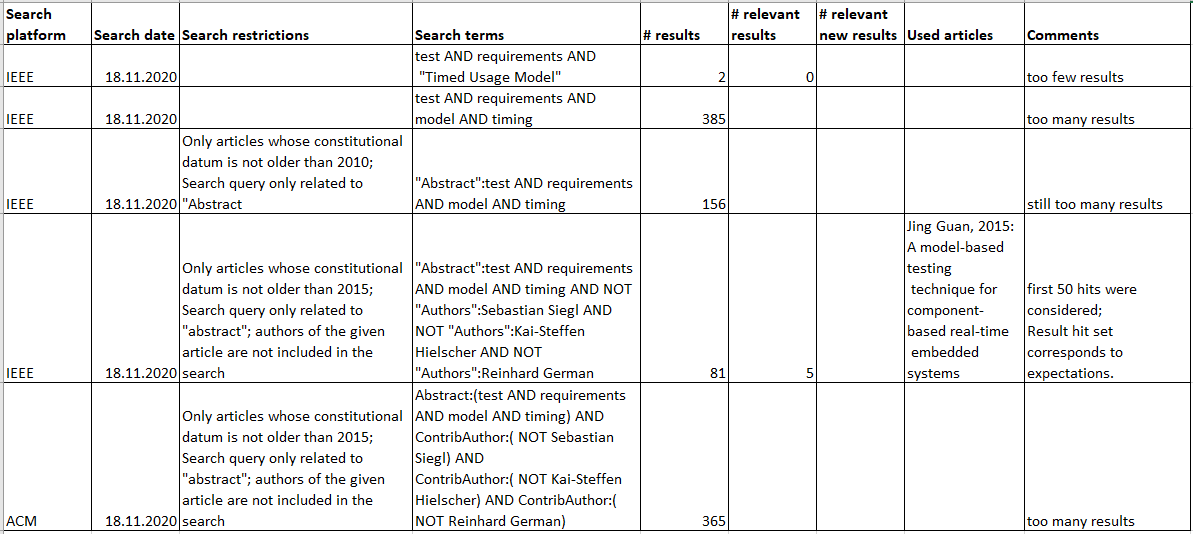 Search platform
Search date
Search restrictions
Search terms
# results
# relevant results
# relevant new results
Used articles
Comments
IEEE
18.11.2020
test AND requirements AND
"Timed Usage Model"
2
0
too few results
IEEE
18.11.2020
test AND requirements AND
model AND timing
385
too many results
IEEE
18.11.2020
Only articles whose constitutional
datum is not older than 2010;
Search query only related to
"Abstract
"Abstract":test AND requirements
AND model AND timing
156
still too many results
IEEE
18.11.2020
Only articles whose constitutional
datum is not older than 2015;
Search query only related to
"abstract"; authors of the given
article are not included in the
search
"Abstract":test AND requirements
AND model AND timing AND NOT
"Authors":Sebastian Siegl AND
NOT "Authors":Kai-Steffen
Hielscher AND NOT
"Authors":Reinhard German
81
5
Jing Guan, 2015:
A model-based
testing
technique for
component-
based real-time
embedded
systems
first 50 hits were
considered;
Result hit set
corresponds to
expectations.
ACM
18.11.2020
Only articles whose constitutional
datum is not older than 2015;
Search query only related to
"abstract"; authors of the given
article are not included in the
search
Abstract:(test AND requirements
AND model AND timing) AND
ContribAuthor:( NOT Sebastian
Siegl) AND
ContribAuthor:( NOT Kai-Steffen
Hielscher) AND ContribAuthor:(
NOT Reinhard German)
365
too many results